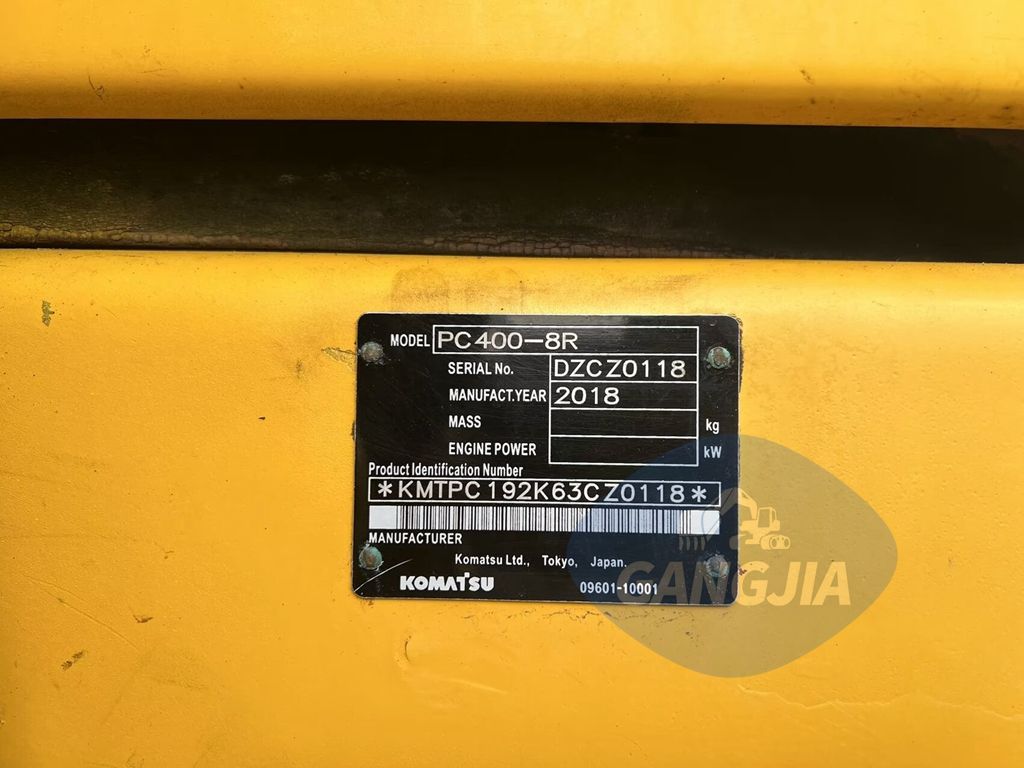 MODEL PC400-8R
SERIAL No. DZCZ0118
MANUFACT.YEAR 2018
MASS kg
ENGINE POWER kW
Product Identification Number
*KMTPC192K63CZ0118*
MANUFACTURER
Komatsu Ltd., Tokyo, Japan.
KOMATSU 09601-10001
GANGJIA